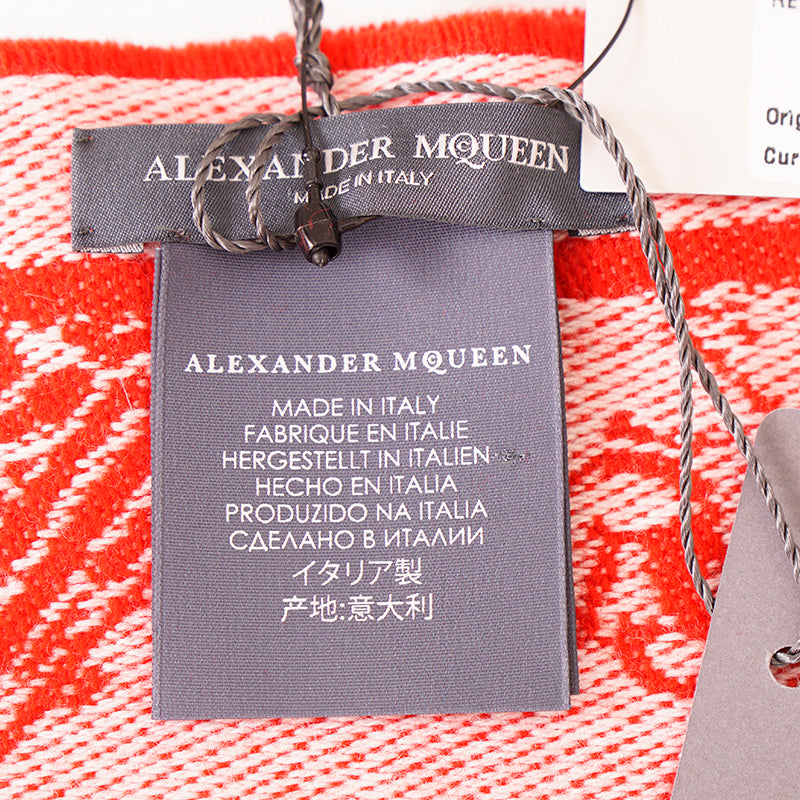 ALEXANDER MCQUEEN
MADE IN ITALY
ALEXANDER MCQUEEN
MADE IN ITALY
FABRIQUE EN ITALIE
HERGESTELLT IN ITALIEN
HECHO EN ITALIA
PRODUZIDO NA ITALIA
СДЕЛАНО В ИТАЛИИ
イタリア製
产地:意大利